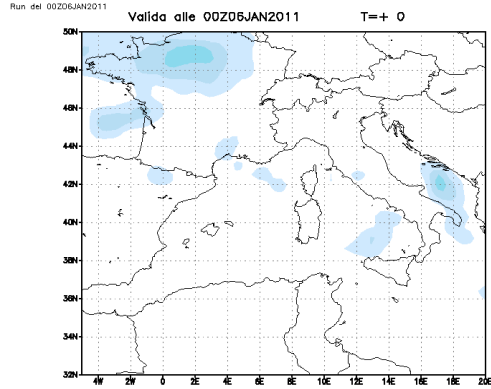 Run del 00Z06JAN2011
Valida alle 00Z06JAN2011 T=+ 0
50N
48N
46N
44N
42N
40N
38N
36N
34N
32N
4W 2W 0 2E 4E 6E 8E 10E 12E 14E 16E 18E 20E